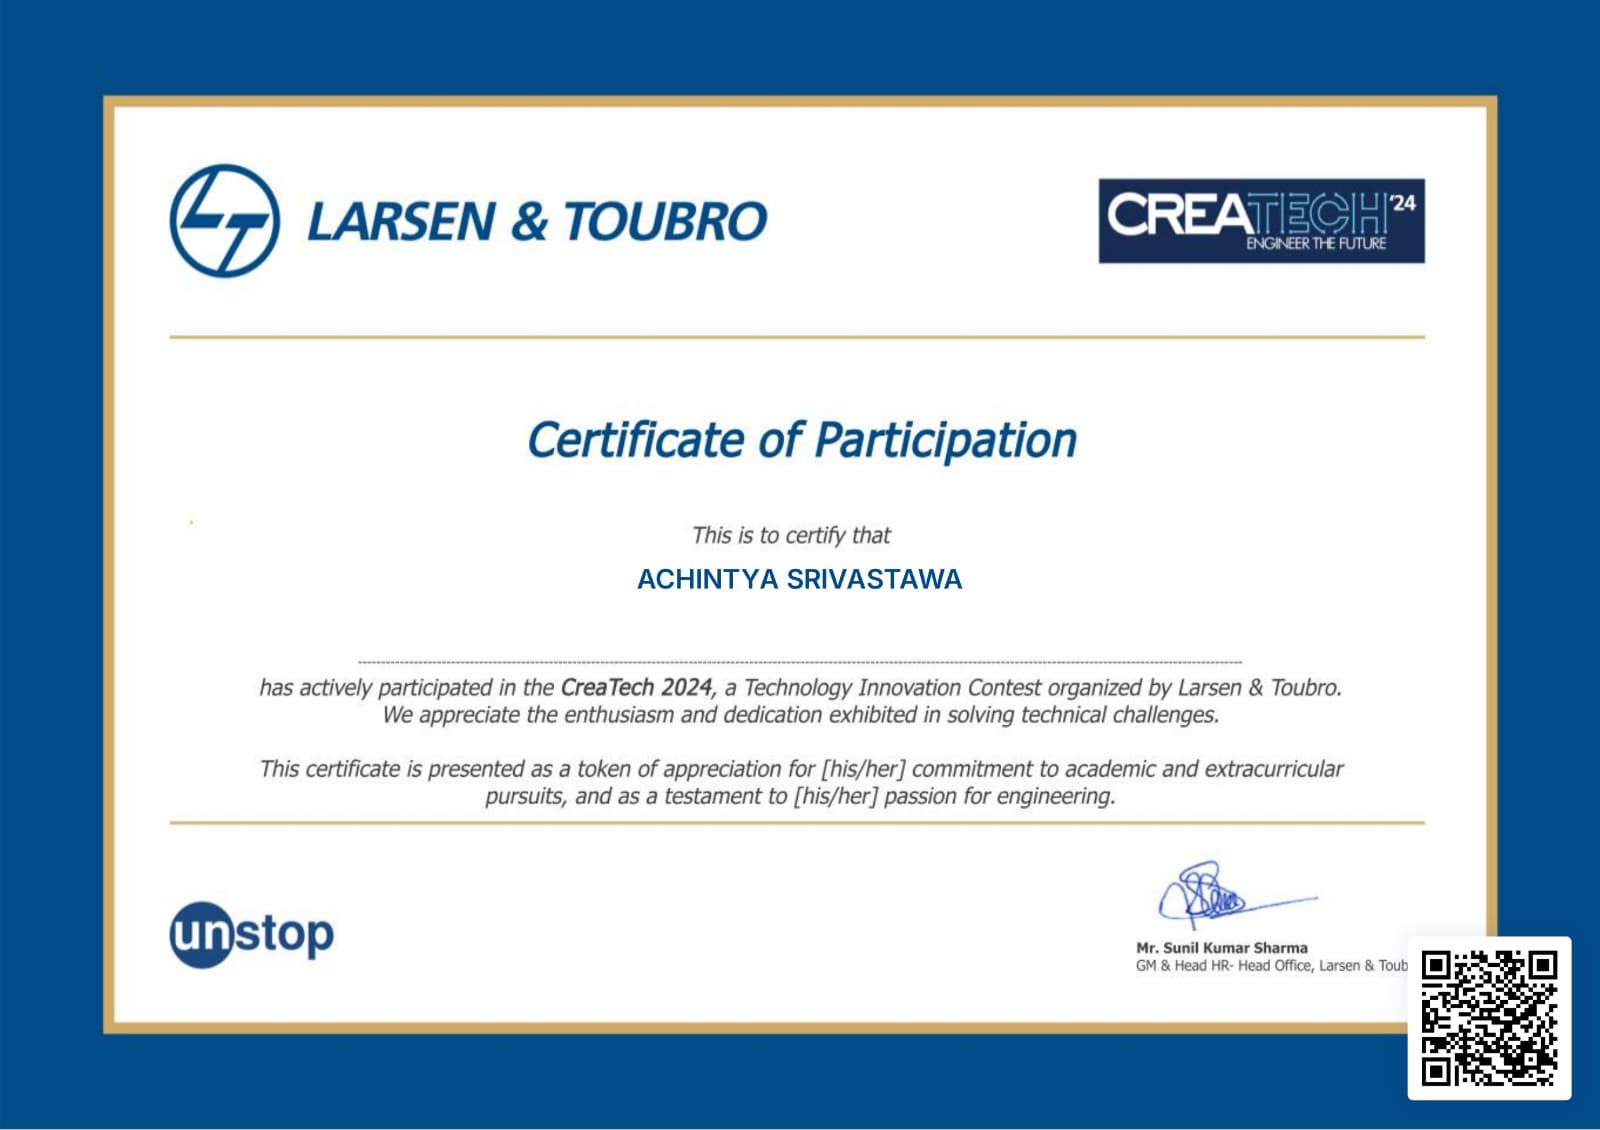 LT
LARSEN & TOUBRO
CREATECH'24
ENGINEER THE FUTURE
Certificate of Participation
This is to certify that
ACHINTYA SRIVASTAWA
has actively participated in the CreaTech 2024, a Technology Innovation Contest organized by Larsen & Toubro.
We appreciate the enthusiasm and dedication exhibited in solving technical challenges.
This certificate is presented as a token of appreciation for [his/her] commitment to academic and extracurricular
pursuits, and as a testament to [his/her] passion for engineering.
unstop
Mr. Sunil Kumar Sharma
GM & Head HR- Head Office, Larsen & Toub